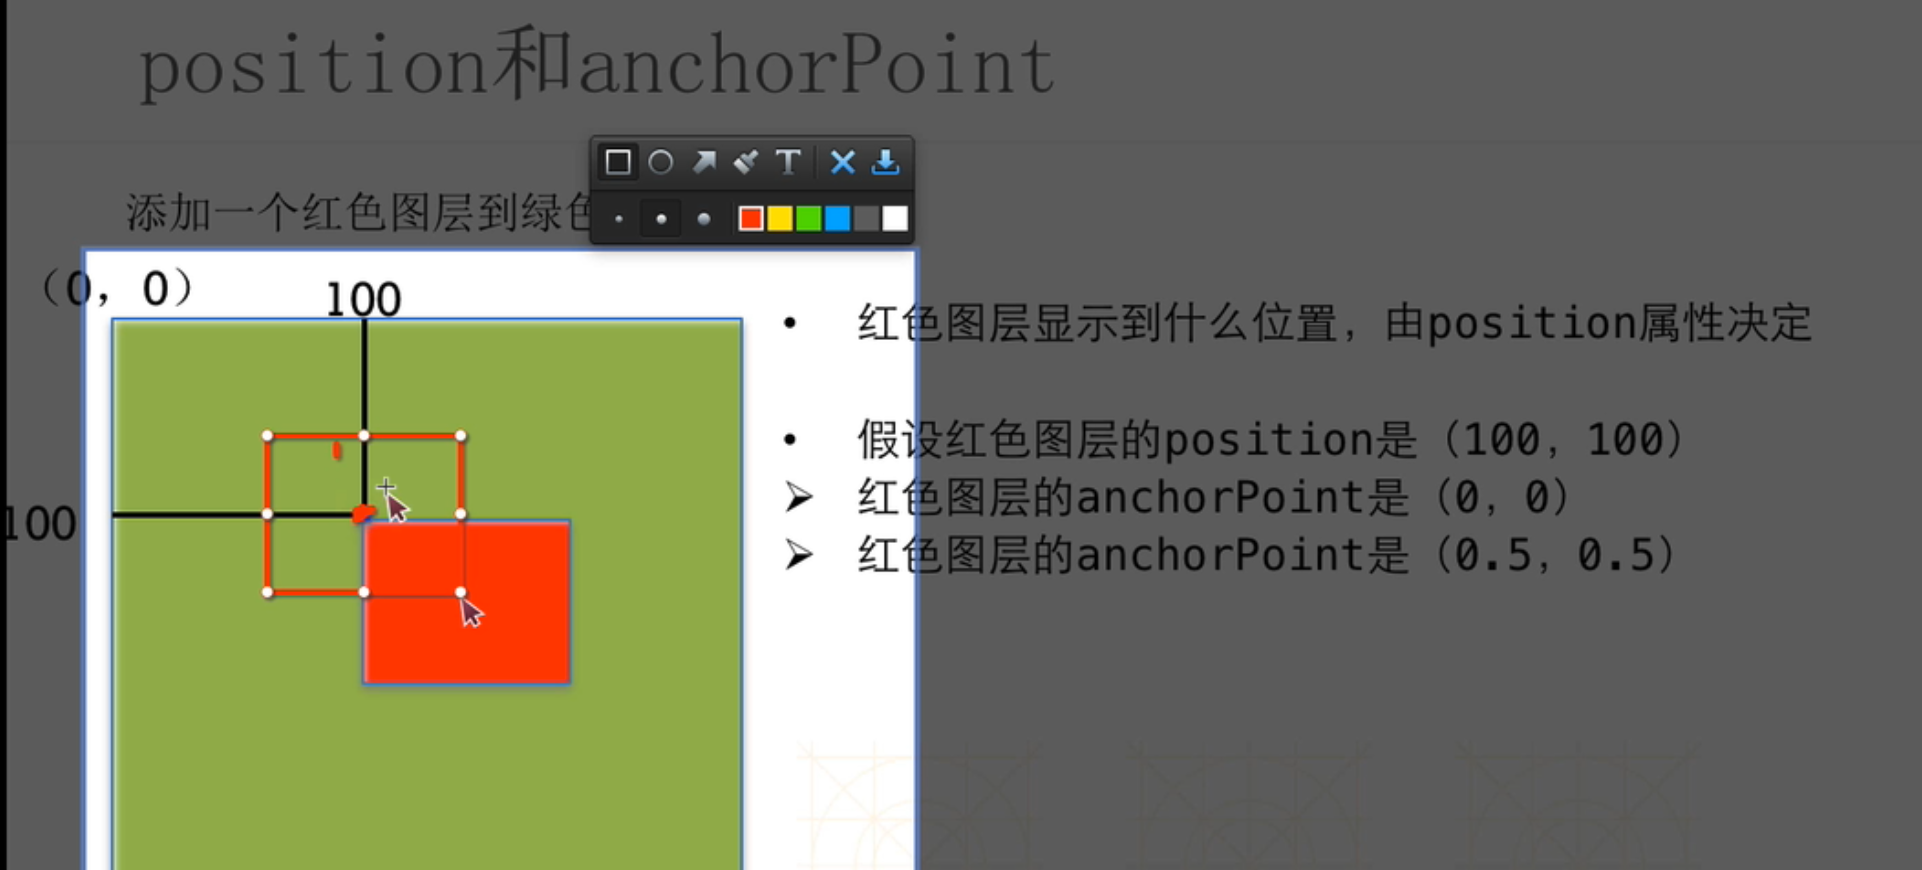 position和anchorPoint
添加一个红色图层到绿色
T
（0，0）
100
100
• 红色图层显示到什么位置，由position属性决定
• 假设红色图层的position是（100，100）
➢ 红色图层的anchorPoint是（0，0）
➢ 红色图层的anchorPoint是（0.5，0.5）